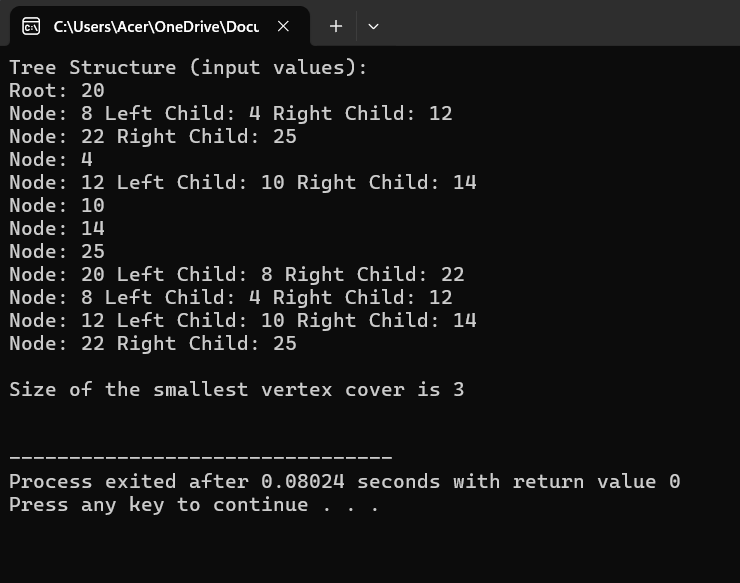 C:\Users\Acer\OneDrive\Docu
Tree Structure (input values):
Root: 20
Node: 8 Left Child: 4 Right Child: 12
Node: 22 Right Child: 25
Node: 4
Node: 12 Left Child: 10 Right Child: 14
Node: 10
Node: 14
Node: 25
Node: 20 Left Child: 8 Right Child: 22
Node: 8 Left Child: 4 Right Child: 12
Node: 12 Left Child: 10 Right Child: 14
Node: 22 Right Child: 25
Size of the smallest vertex cover is 3
--------------------------------
Process exited after 0.08024 seconds with return value 0
Press any key to continue . . .